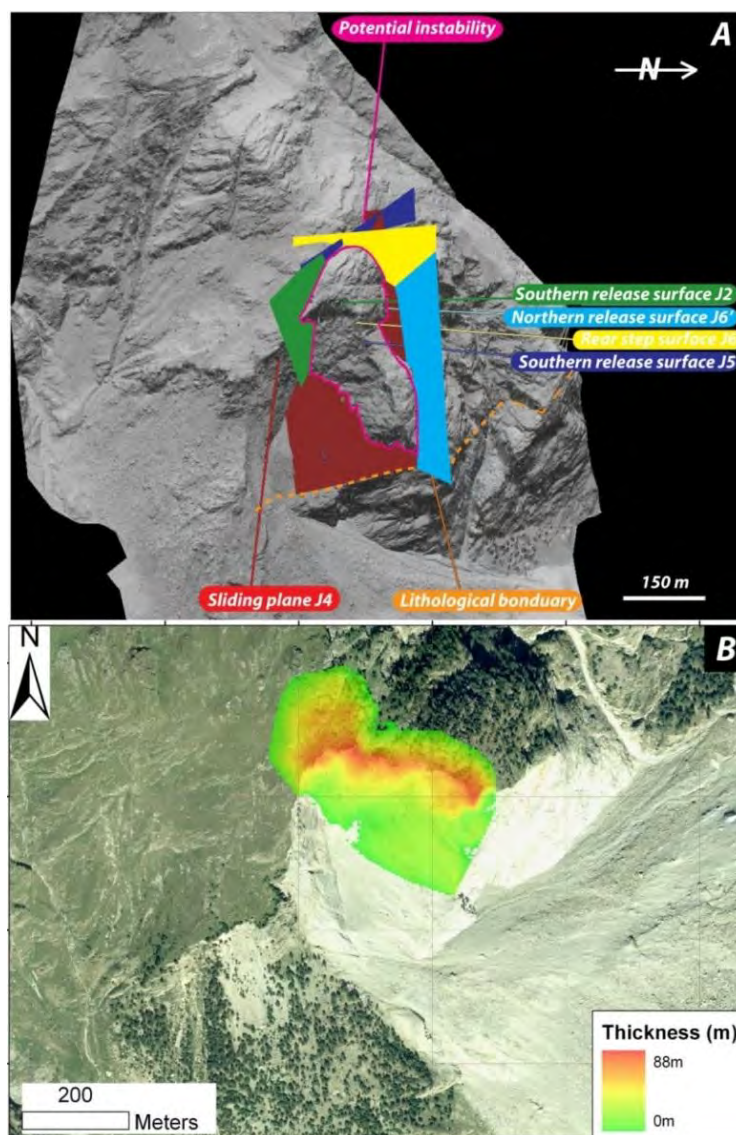 Potential instability
A
N
Southern release surface J2
Northern release surface J6'
Rear step surface J6
Southern release surface J5
Sliding plane J4
Lithological bonduary
150 m
N
B
200
Meters
Thickness (m)
88m
0m